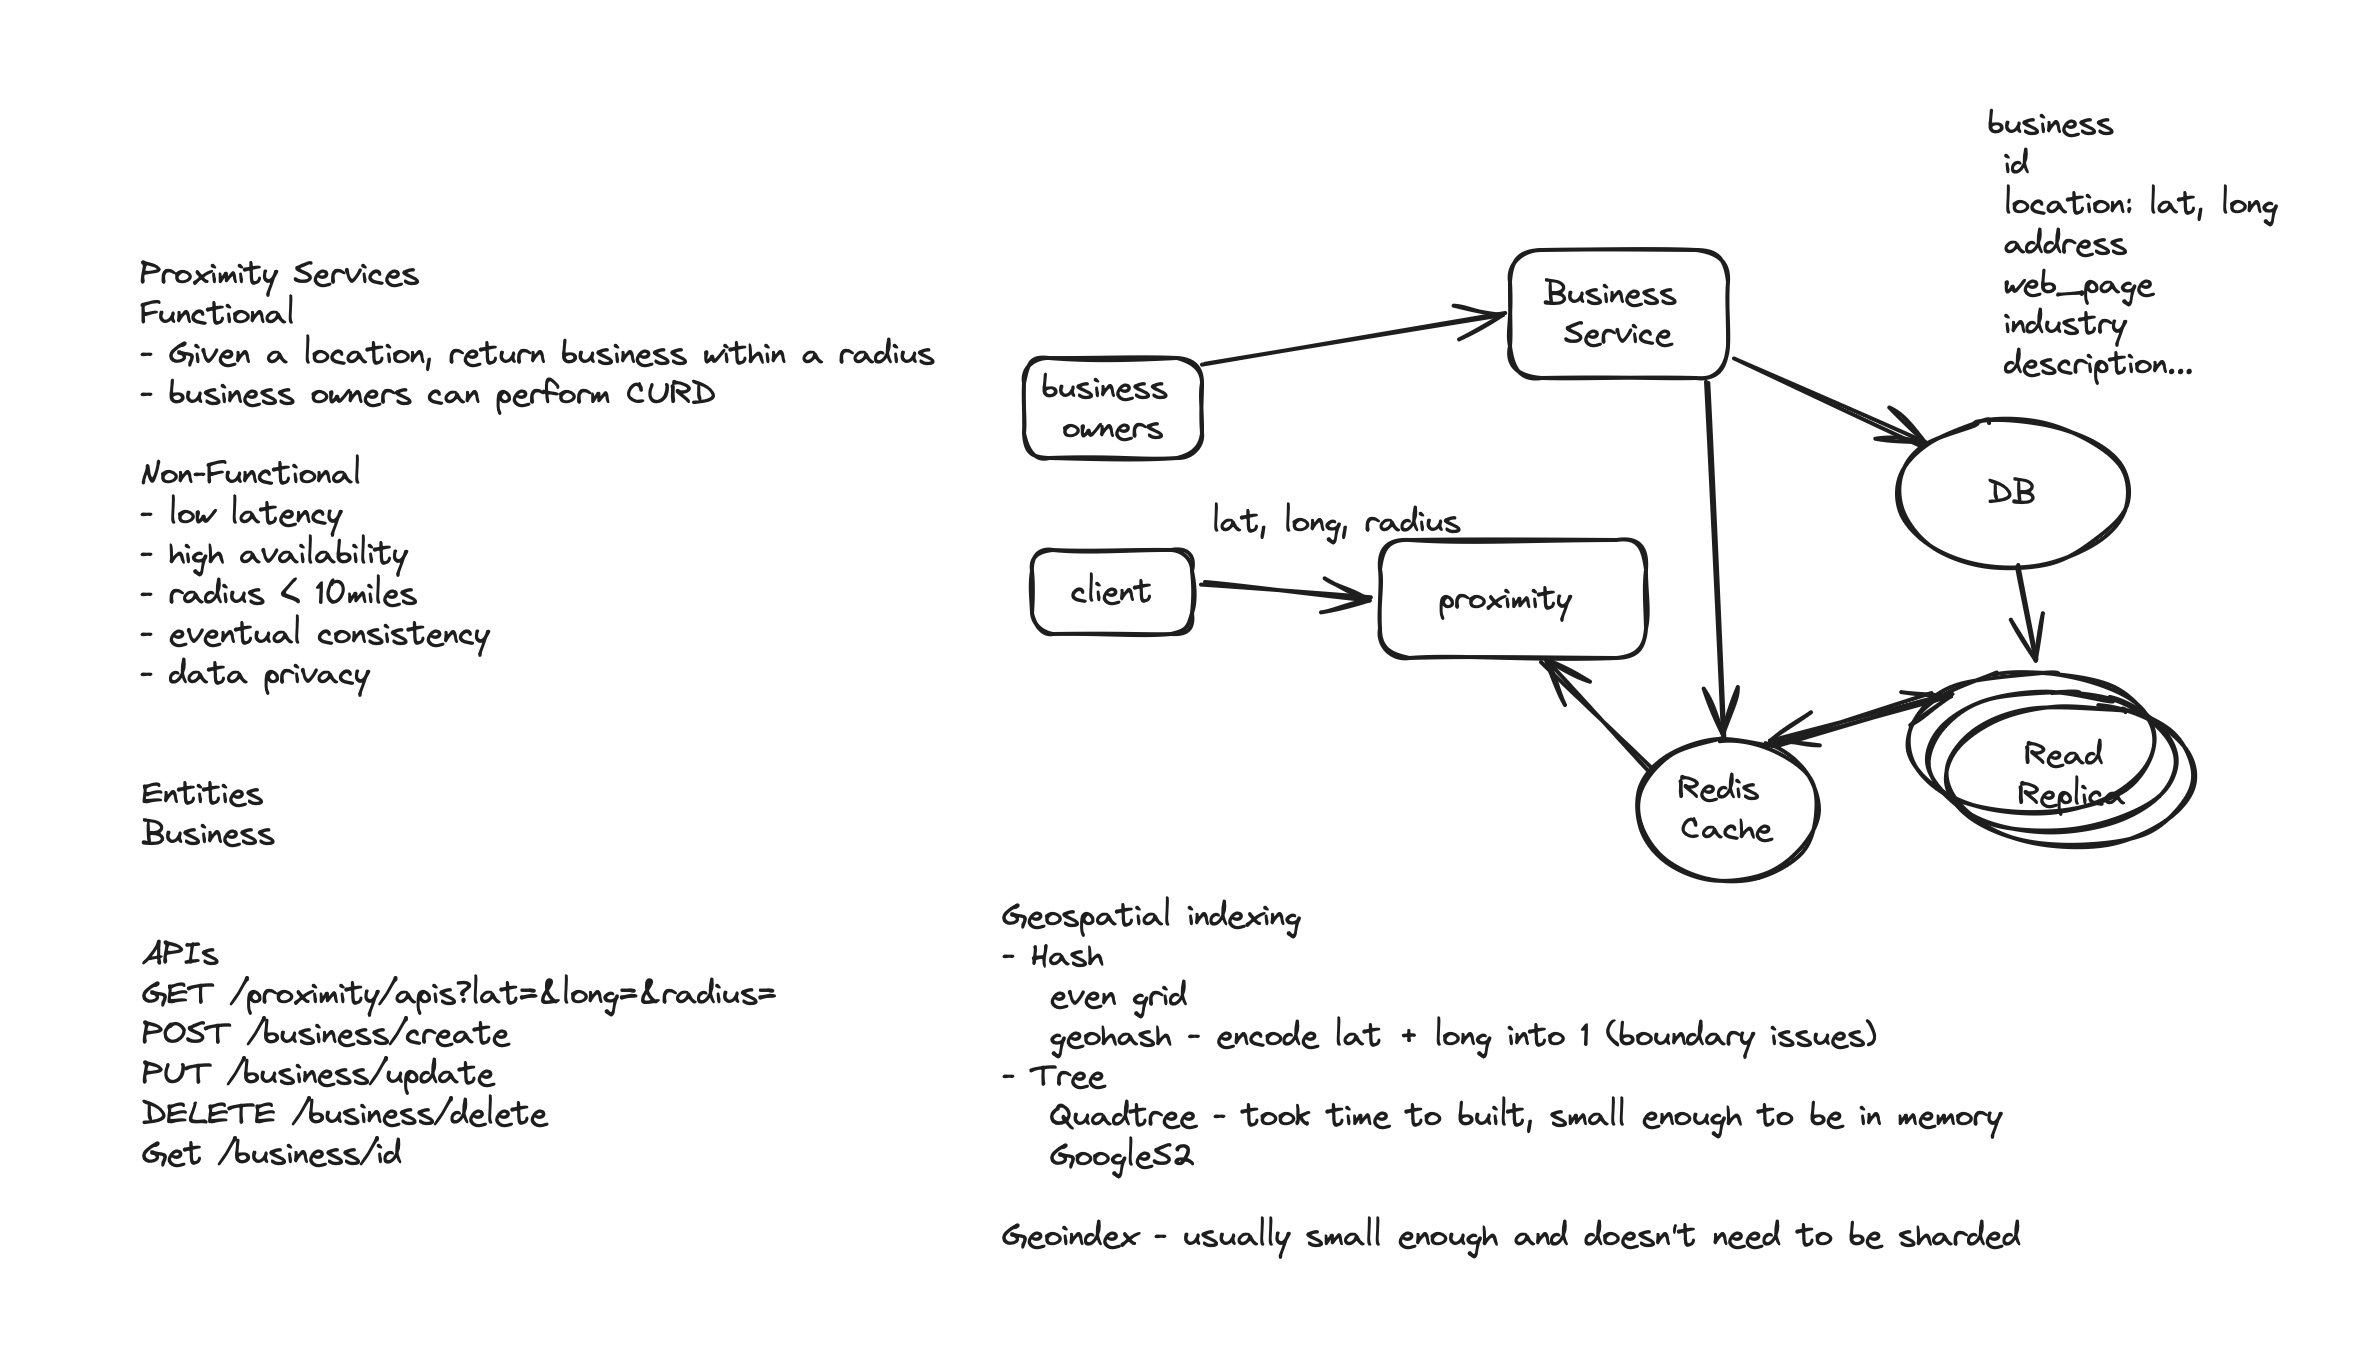 Proximity Services
Functional
- Given a location, return business within a radius
- business owners can perform CURD
Non-Functional
- low latency
- high availability
- radius < 10miles
- eventual consistency
- data privacy
Entities
Business
APIs
GET /proximity/apis?lat=&long=&radius=
POST /business/create
PUT /business/update
DELETE /business/delete
Get /business/id
business
owners
Business
Service
business
id
location: lat, long
address
web_page
industry
description...
DB
lat, long, radius
client
proximity
Redis
Cache
Read
Replica
Geospatial indexing
- Hash
even grid
geohash - encode lat + long into 1 (boundary issues)
- Tree
Quadtree - took time to built, small enough to be in memory
GoogleS2
Geoindex - usually small enough and doesn't need to be sharded